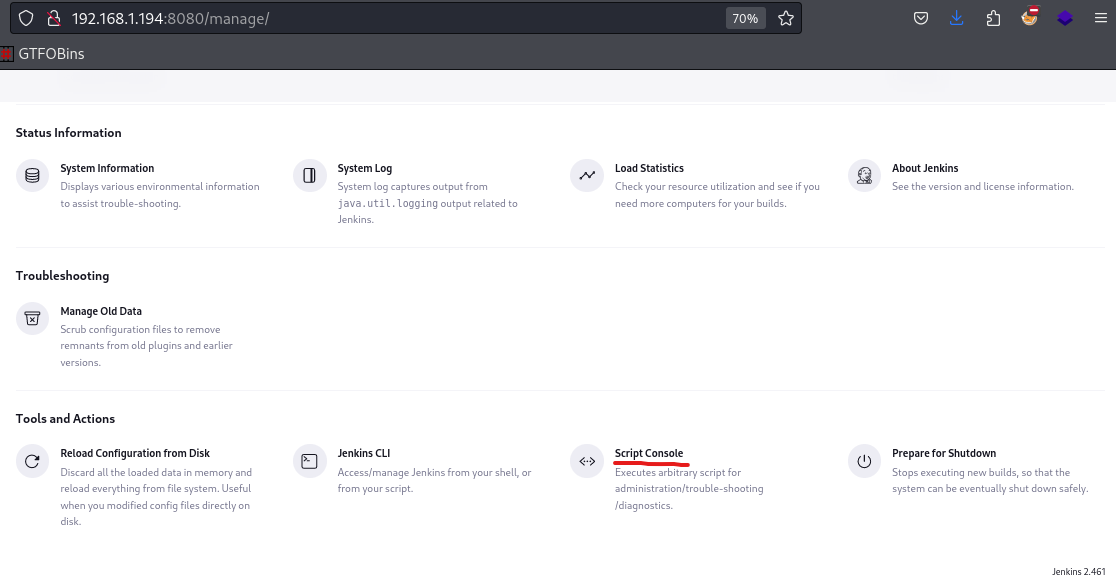 192.168.1.194:8080/manage/
70%
GTFOBins
Status Information
System Information
Displays various environmental information
to assist trouble-shooting.
System Log
System log captures output from
java.util.logging output related to
Jenkins.
Load Statistics
Check your resource utilization and see if you
need more computers for your builds.
About Jenkins
See the version and license information.
Troubleshooting
Manage Old Data
Scrub configuration files to remove
remnants from old plugins and earlier
versions.
Tools and Actions
Reload Configuration from Disk
Discard all the loaded data in memory and
reload everything from file system. Useful
when you modified config files directly on
disk.
Jenkins CLI
Access/manage Jenkins from your shell, or
from your script.
Script Console
Executes arbitrary script for
administration/trouble-shooting
/diagnostics.
Prepare for Shutdown
Stops executing new builds, so that the
system can be eventually shut down safely.
Jenkins 2.461